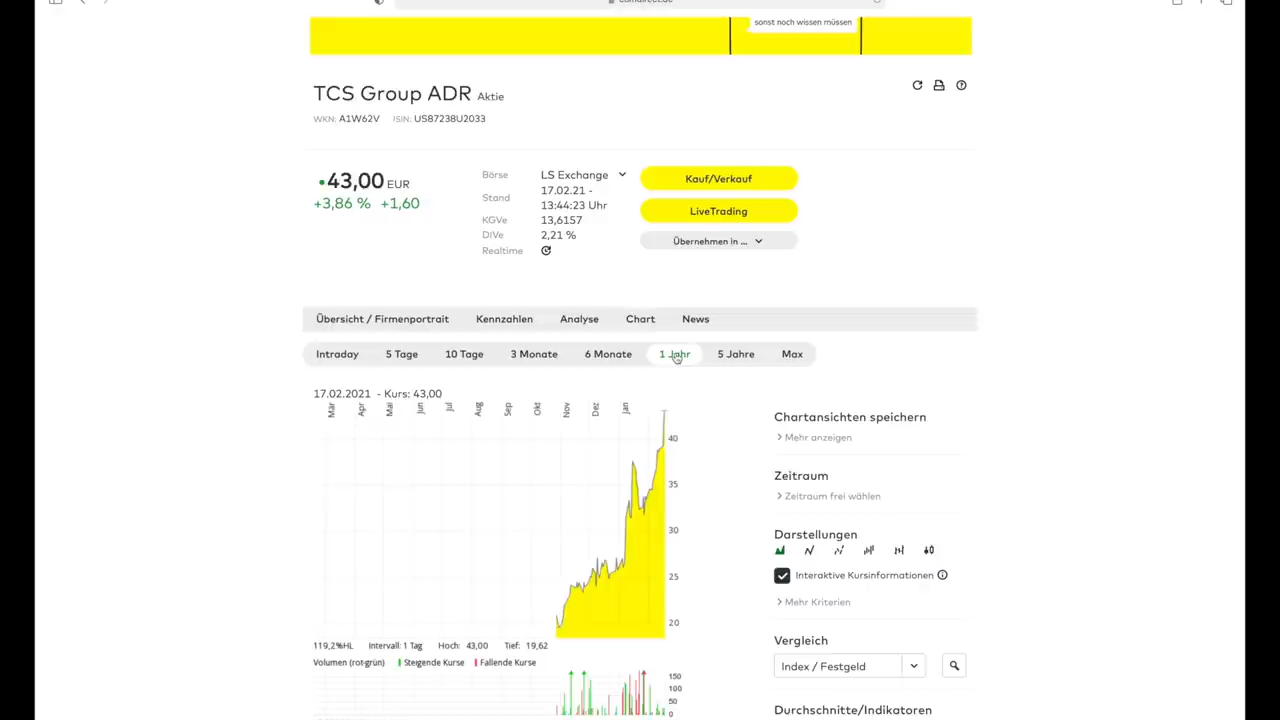 sonst noch wissen müssen
TCS Group ADR Aktie
WKN: A1W62V ISIN: US87238U2033
43,00 EUR
+3,86 % +1,60
Börse LS Exchange
Stand 17.02.21 -
13:44:23 Uhr
KGVe 13,6157
DIVe 2,21 %
Realtime
Kauf/Verkauf
LiveTrading
Übernehmen in ...
Übersicht / Firmenportrait Kennzahlen Analyse Chart News
Intraday 5 Tage 10 Tage 3 Monate 6 Monate 1 Jahr 5 Jahre Max
17.02.2021 - Kurs: 43,00
Mär Apr Mai Jun Jul Aug Sep Okt Nov Dez Jan
40
35
30
25
20
119,2%HL Intervall: 1 Tag Hoch: 43,00 Tief: 19,62
Volumen (rot-grün) Steigende Kurse Fallende Kurse
150
100
50
0
Chartansichten speichern
Mehr anzeigen
Zeitraum
Zeitraum frei wählen
Darstellungen
Interaktive Kursinformationen
Mehr Kriterien
Vergleich
Index / Festgeld
Durchschnitte/Indikatoren